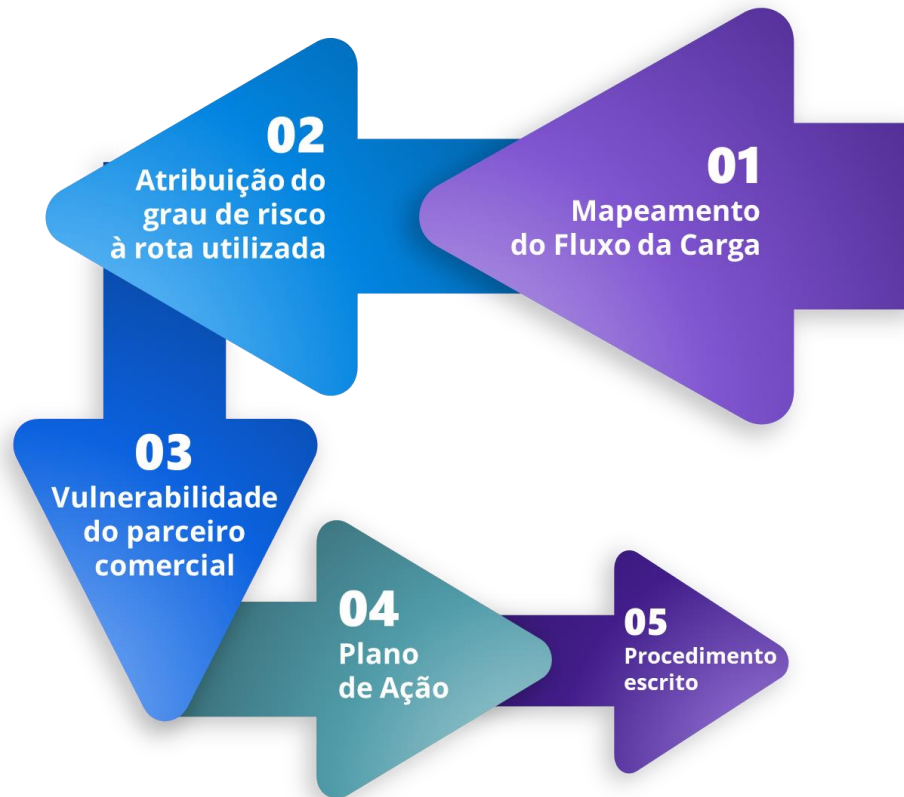 01
Mapeamento
do Fluxo da Carga
02
Atribuição do
grau de risco
à rota utilizada
03
Vulnerabilidade
do parceiro
comercial
04
Plano
de Ação
05
Procedimento
escrito